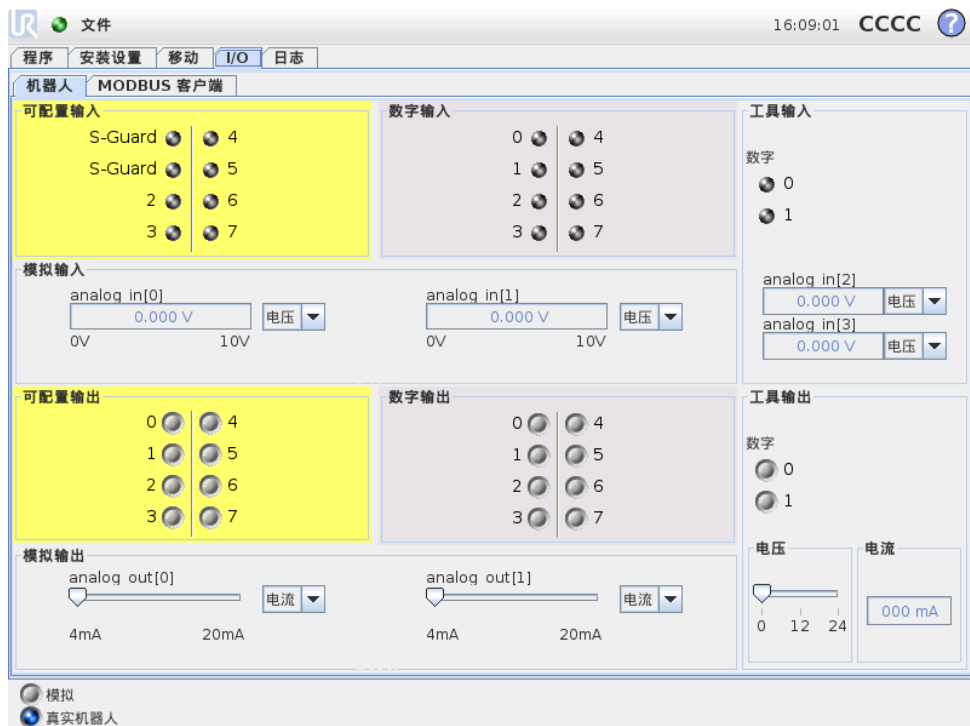 UR 文件 16:09:01 CCCC ?
程序 安装设置 移动 I/O 日志
机器人 MODBUS 客户端
可配置输入
S-Guard 4
S-Guard 5
2 6
3 7
数字输入
0 4
1 5
2 6
3 7
工具输入
数字
0
1
analog in[2]
0.000 V 电压
analog in[3]
0.000 V 电压
模拟输入
analog in[0]
0.000 V 电压
0V 10V
analog in[1]
0.000 V 电压
0V 10V
可配置输出
0 4
1 5
2 6
3 7
数字输出
0 4
1 5
2 6
3 7
工具输出
数字
0
1
电压
0 12 24
电流
000 mA
模拟输出
analog out[0]
电流
4mA 20mA
analog out[1]
电流
4mA 20mA
模拟
真实机器人